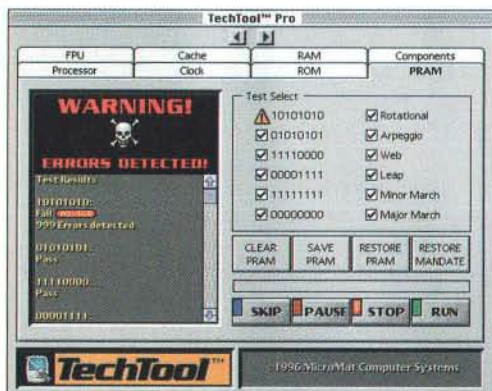 TechTool™ Pro
FPU
Cache
RAM
Components
Processor
Clock
ROM
PRAM
WARNING!
ERRORS DETECTED!
Test Results
10101010:
Fail
999 Errors detected
01010101:
Pass
11110000:
Pass
00001111:
Test Select
10101010
Rotational
01010101
Arpeggio
11110000
Web
00001111
Leap
11111111
Minor March
00000000
Major March
CLEAR PRAM
SAVE PRAM
RESTORE PRAM
RESTORE MANDATE
SKIP
PAUSE
STOP
RUN
TechTool™
1996 MicroMat Computer Systems